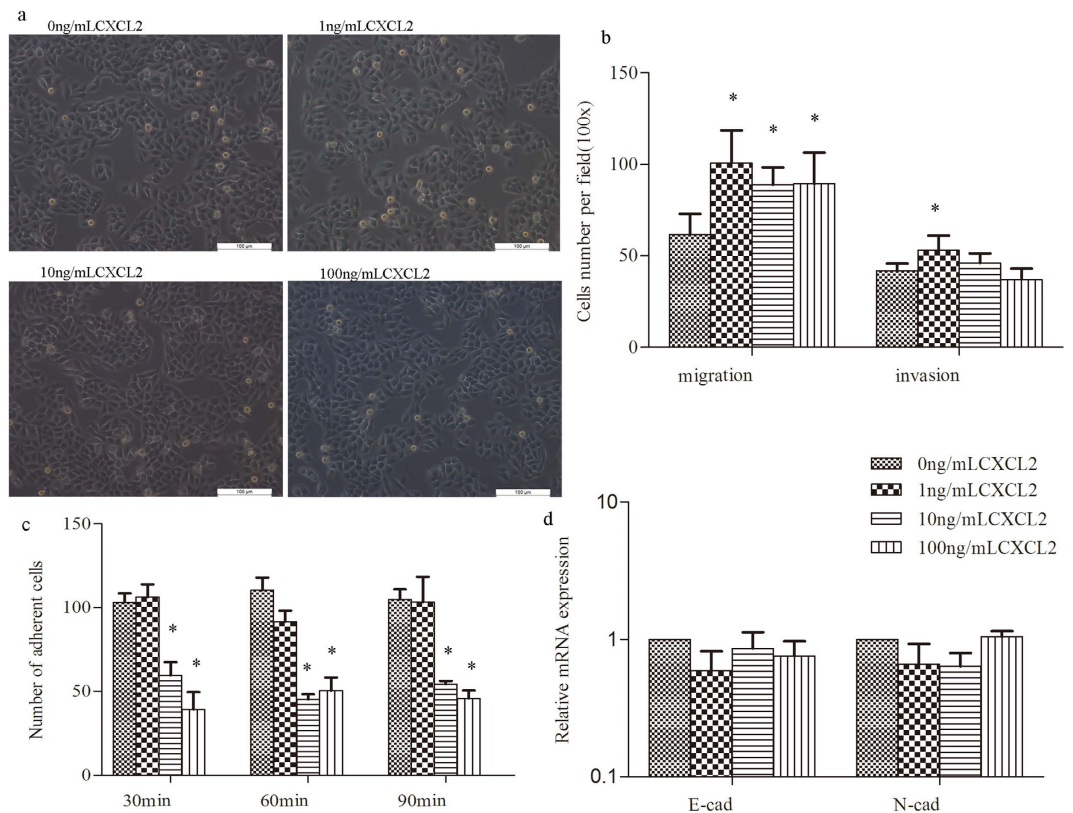 a
0ng/mLCXCL2
1ng/mLCXCL2
100 μm
100 μm
10ng/mLCXCL2
100ng/mLCXCL2
100 μm
100 μm
b
Cells number per field(100x)
150
100
50
0
*
*
*
*
migration
invasion
c
Number of adherent cells
150
100
50
0
*
*
*
*
*
*
30min
60min
90min
d
Relative mRNA expression
10
1
0.1
0ng/mLCXCL2
1ng/mLCXCL2
10ng/mLCXCL2
100ng/mLCXCL2
E-cad
N-cad